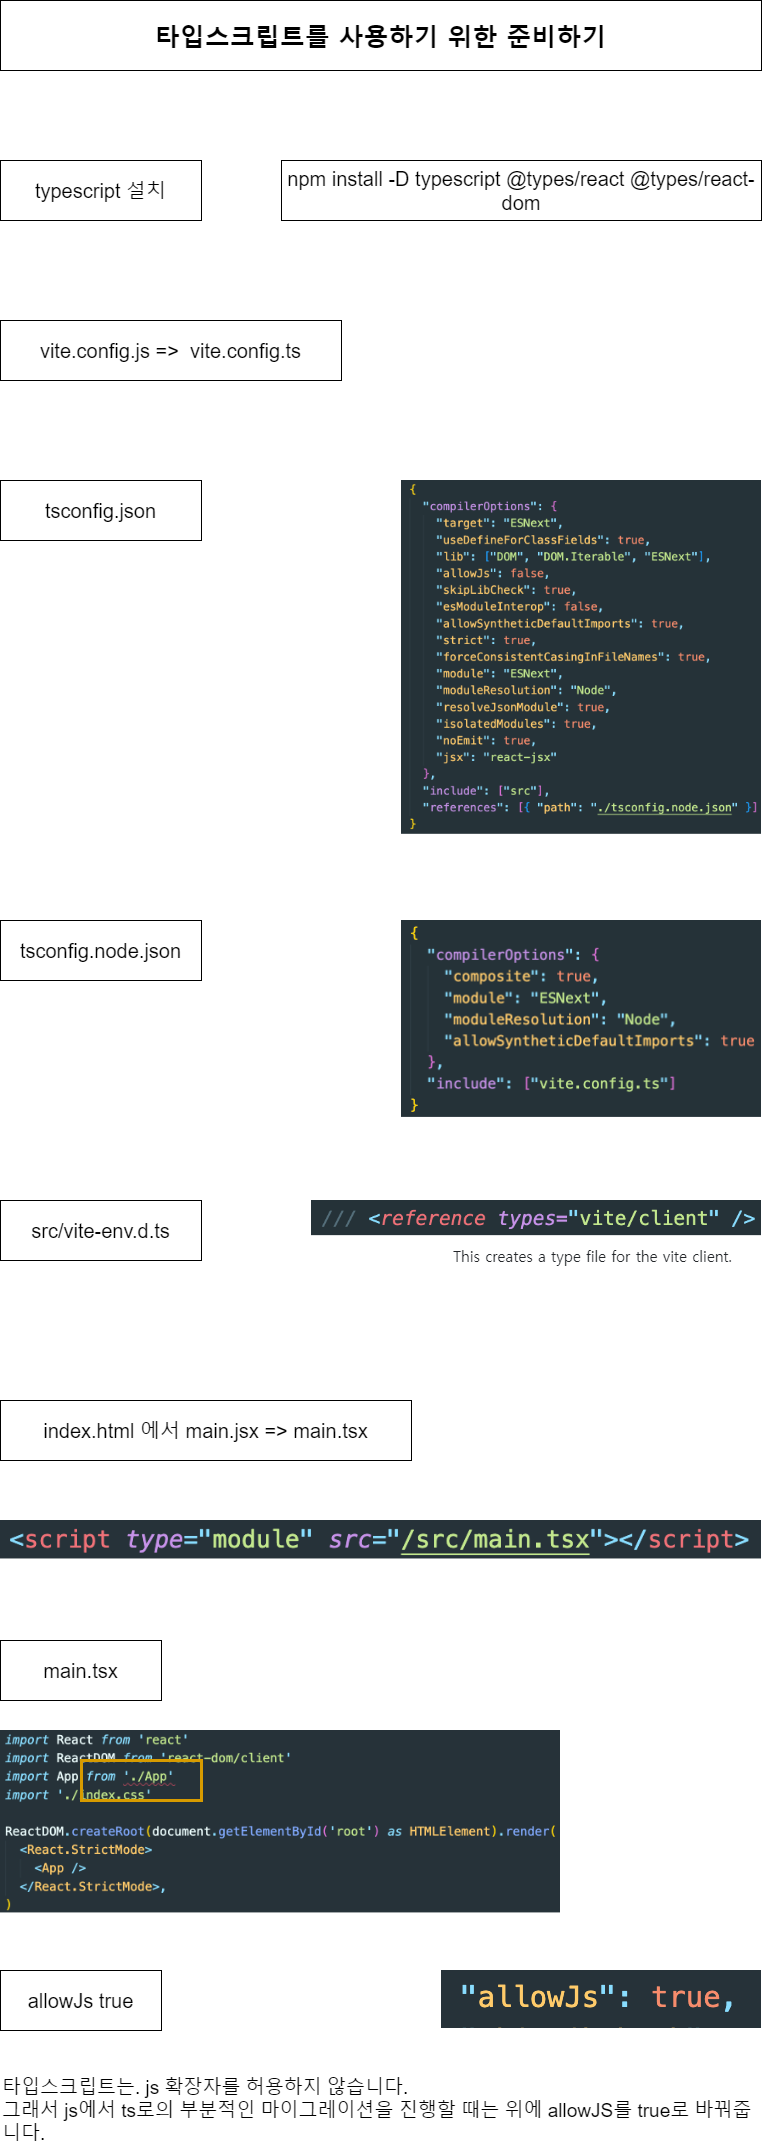 타입스크립트를 사용하기 위한 준비하기
typescript 설치
npm install -D typescript @types/react @types/react-
dom
vite.config.js =>  vite.config.ts
tsconfig.json
{
  "compilerOptions": {
    "target": "ESNext",
    "useDefineForClassFields": true,
    "lib": ["DOM", "DOM.Iterable", "ESNext"],
    "allowJs": false,
    "skipLibCheck": true,
    "esModuleInterop": false,
    "allowSyntheticDefaultImports": true,
    "strict": true,
    "forceConsistentCasingInFileNames": true,
    "module": "ESNext",
    "moduleResolution": "Node",
    "resolveJsonModule": true,
    "isolatedModules": true,
    "noEmit": true,
    "jsx": "react-jsx"
  },
  "include": ["src"],
  "references": [{ "path": "./tsconfig.node.json" }]
}
tsconfig.node.json
{
  "compilerOptions": {
    "composite": true,
    "module": "ESNext",
    "moduleResolution": "Node",
    "allowSyntheticDefaultImports": true
  },
  "include": ["vite.config.ts"]
}
src/vite-env.d.ts
/// <reference types="vite/client" />
This creates a type file for the vite client.
index.html 에서 main.jsx => main.tsx
<script type="module" src="/src/main.tsx"></script>
main.tsx
import React from 'react'
import ReactDOM from 'react-dom/client'
import App from './App'
import './index.css'
ReactDOM.createRoot(document.getElementById('root') as HTMLElement).render(
  <React.StrictMode>
    <App />
  </React.StrictMode>,
)
allowJs true
"allowJs": true,
타입스크립트는. js 확장자를 허용하지 않습니다.
그래서 js에서 ts로의 부분적인 마이그레이션을 진행할 때는 위에 allowJS를 true로 바꿔줍
니다.